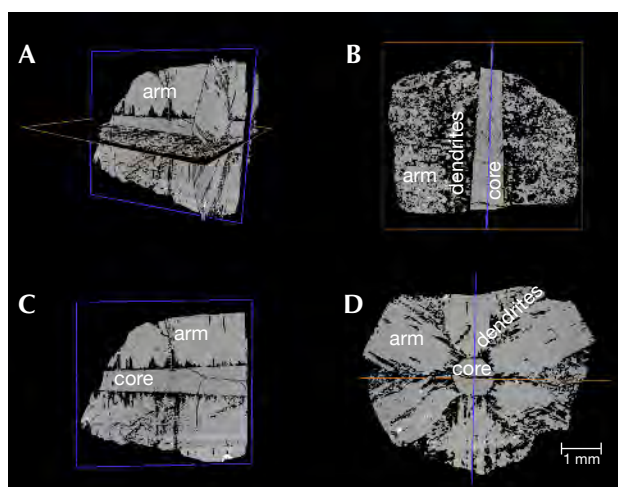 A
arm
B
arm
dendrites
core
C
arm
core
D
arm
dendrites
core
1 mm